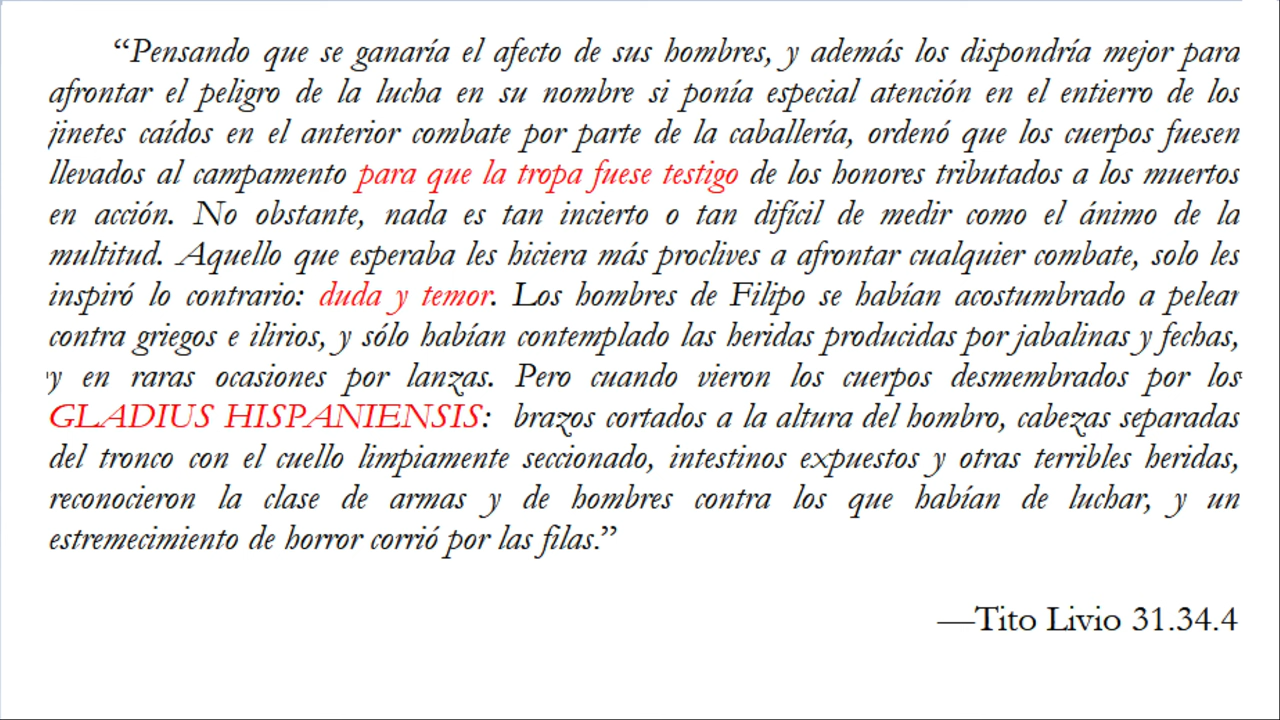 “Pensando que se ganaría el afecto de sus hombres, y además los dispondría mejor para
afrontar el peligro de la lucha en su nombre si ponía especial atención en el entierro de los
jinetes caídos en el anterior combate por parte de la caballería, ordenó que los cuerpos fuesen
llevados al campamento para que la tropa fuese testigo de los honores tributados a los muertos
en acción. No obstante, nada es tan incierto o tan difícil de medir como el ánimo de la
multitud. Aquello que esperaba les hiciera más proclives a afrontar cualquier combate, solo les
inspiró lo contrario: duda y temor. Los hombres de Filipo se habían acostumbrado a pelear
contra griegos e ilirios, y sólo habían contemplado las heridas producidas por jabalinas y fechas,
y en raras ocasiones por lanzas. Pero cuando vieron los cuerpos desmembrados por los
GLADIUS HISPANIENSIS: brazos cortados a la altura del hombro, cabezas separadas
del tronco con el cuello limpiamente seccionado, intestinos expuestos y otras terribles heridas,
reconocieron la clase de armas y de hombres contra los que habían de luchar, y un
estremecimiento de horror corrió por las filas.”
—Tito Livio 31.34.4